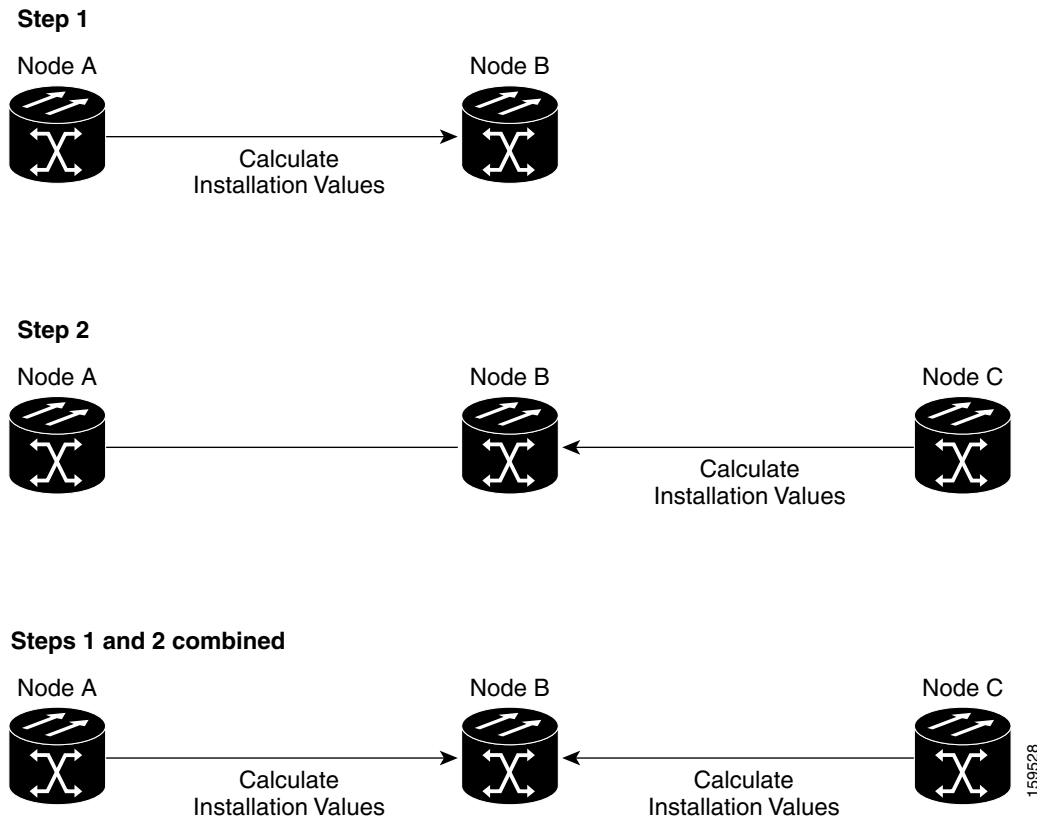 Step 1
Node A
Node B
Calculate
Installation Values
Step 2
Node A
Node B
Node C
Calculate
Installation Values
Steps 1 and 2 combined
Node A
Node B
Node C
Calculate
Installation Values
Calculate
Installation Values
159528